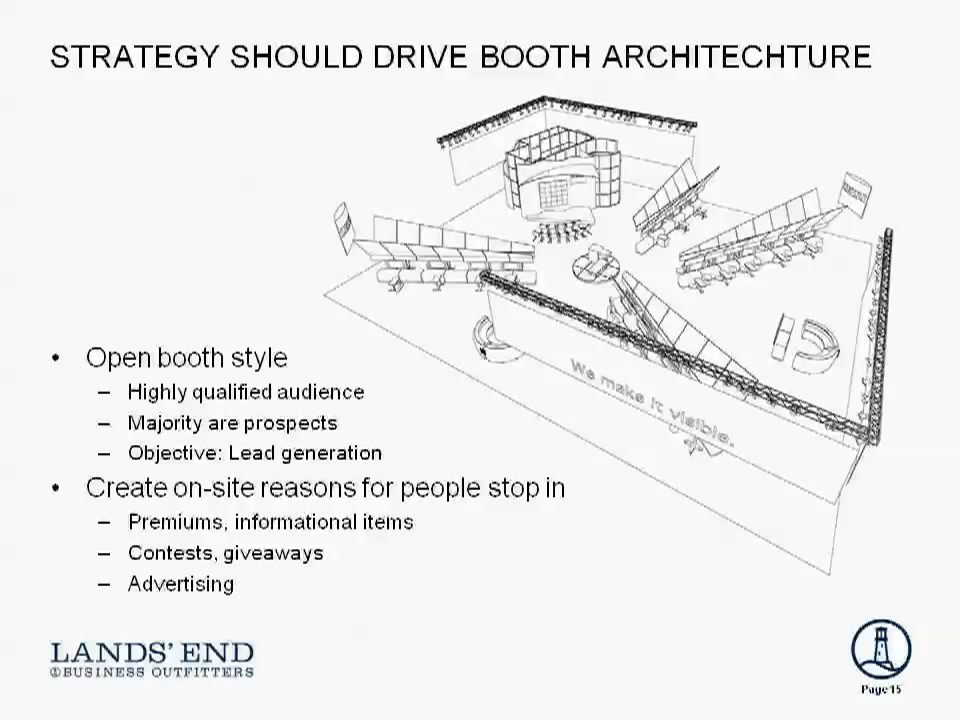 STRATEGY SHOULD DRIVE BOOTH ARCHITECHTURE
We make it visible.
• Open booth style
– Highly qualified audience
– Majority are prospects
– Objective: Lead generation
• Create on-site reasons for people stop in
– Premiums, informational items
– Contests, giveaways
– Advertising
LANDS' END
BUSINESS OUTFITTERS
Page 15